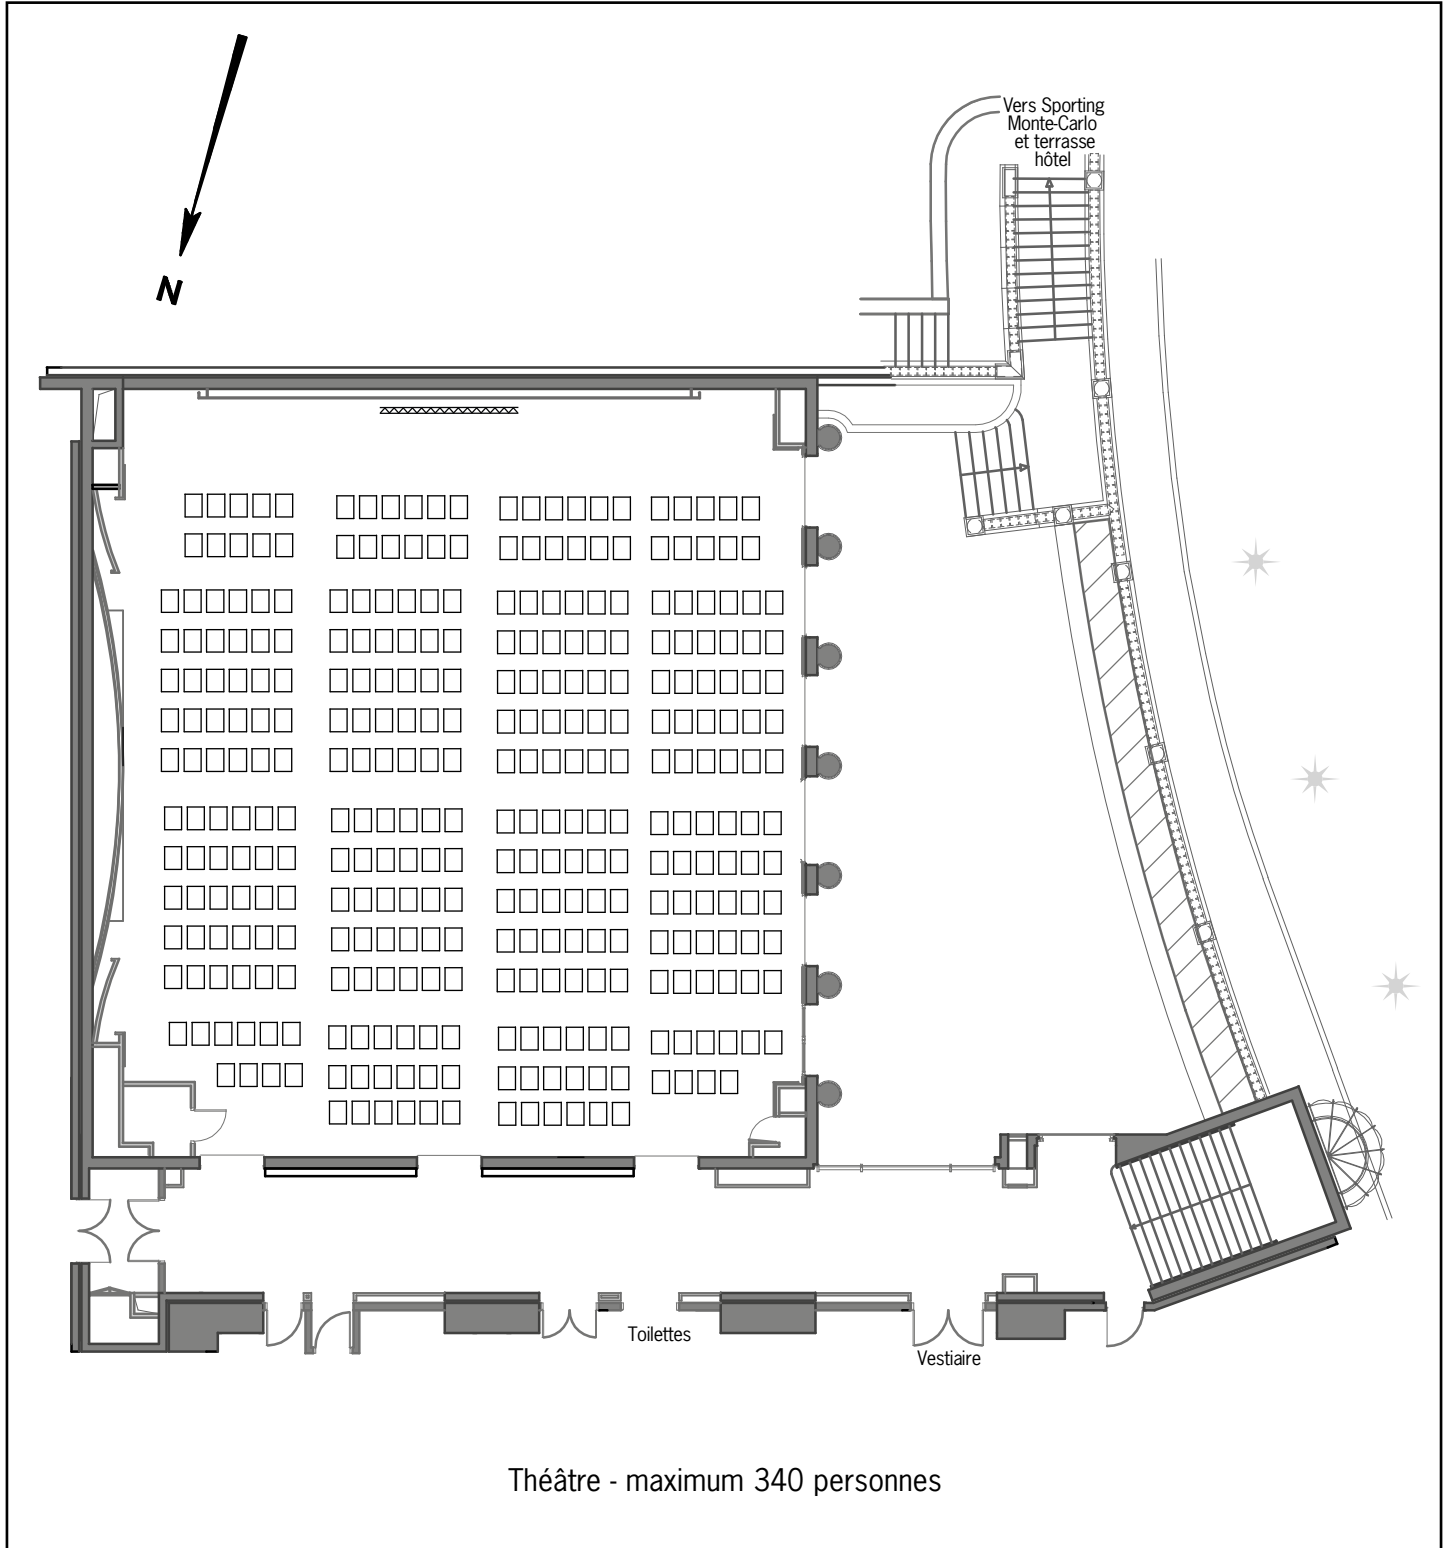 Vers Sporting
Monte-Carlo
et terrasse
hôtel
N
Toilettes
Vestiaire
Théâtre - maximum 340 personnes